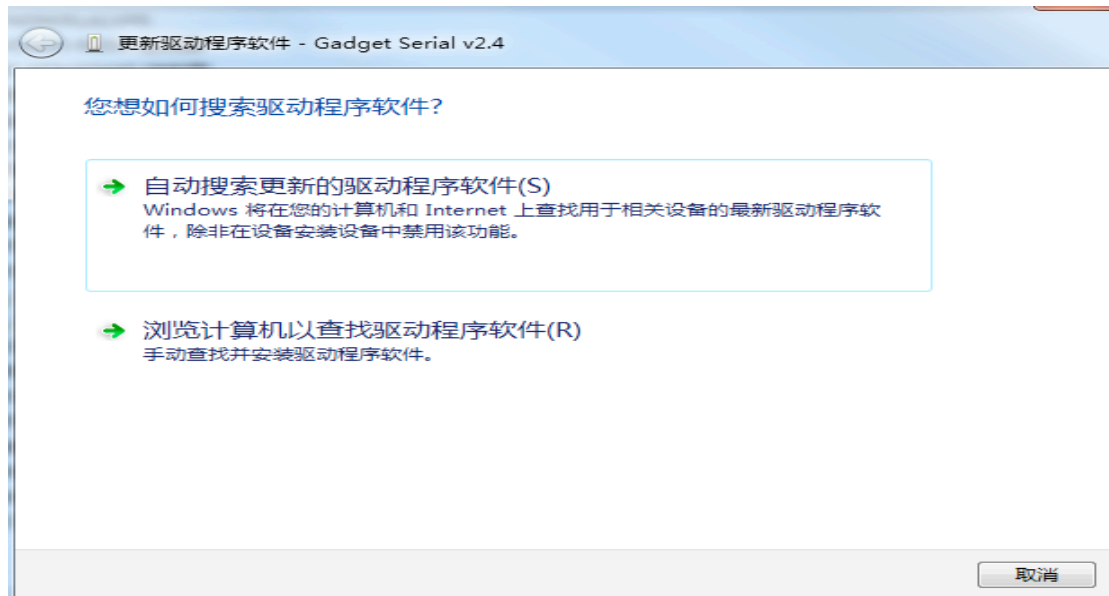 更新驱动程序软件 - Gadget Serial v2.4
您想如何搜索驱动程序软件?
自动搜索更新的驱动程序软件(S)
Windows 将在您的计算机和 Internet 上查找用于相关设备的最新驱动程序软
件，除非在设备安装设备中禁用该功能。
浏览计算机以查找驱动程序软件(R)
手动查找并安装驱动程序软件。
取消